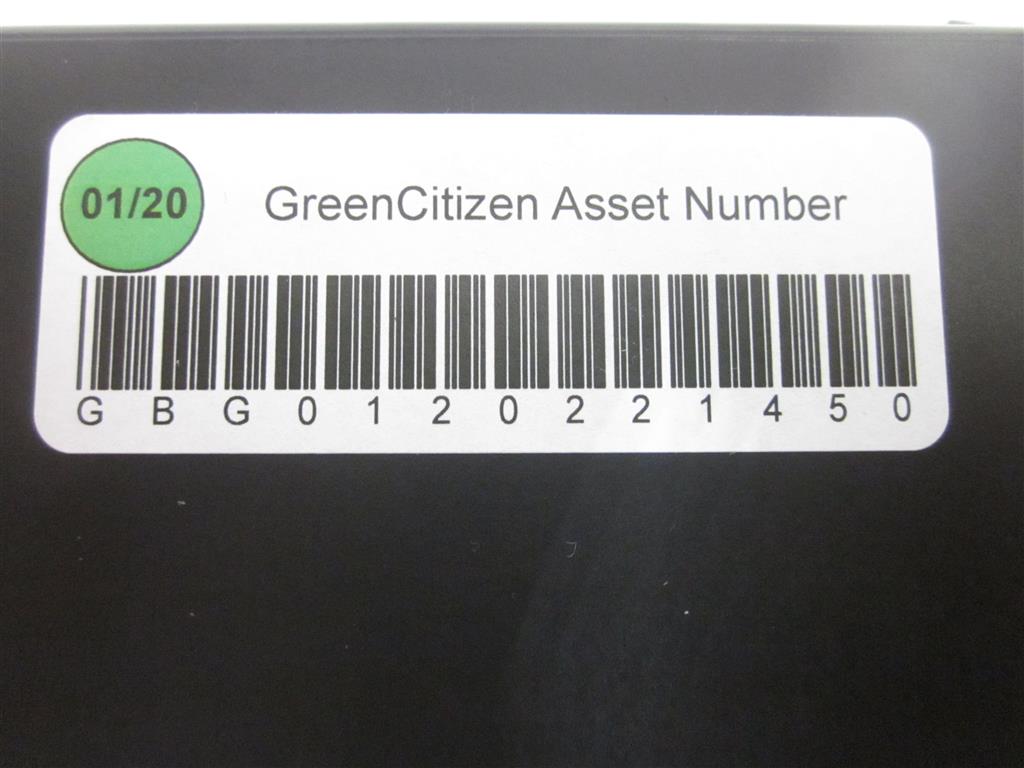 01/20
GreenCitizen Asset Number
G B G 0 1 2 0 2 2 1 4 5 0